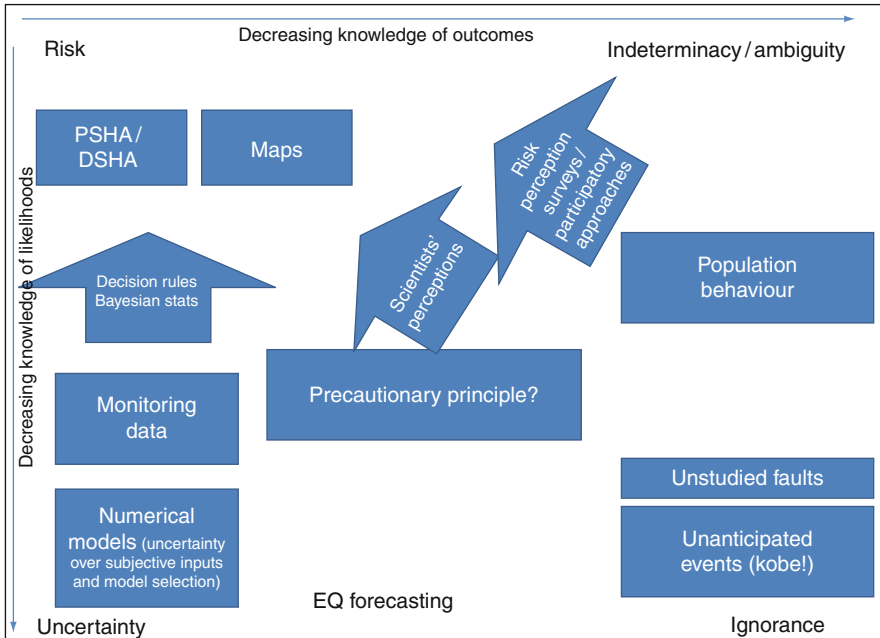 Decreasing knowledge of outcomes
Risk
Indeterminacy / ambiguity
Decreasing knowledge of likelihoods
PSHA /
DSHA
Maps
Risk
perception
surveys /
participatory
approaches
Scientists'
perceptions
Decision rules
Bayesian stats
Population
behaviour
Precautionary principle?
Monitoring
data
Unstudied faults
Numerical
models (uncertainty
over subjective inputs
and model selection)
Unanticipated
events (kobe!)
EQ forecasting
Uncertainty
Ignorance